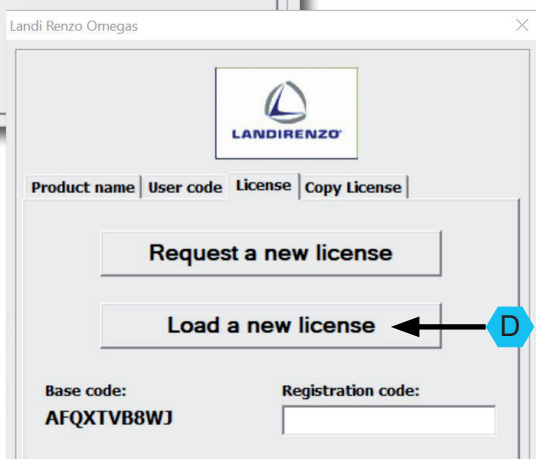 Landi Renzo Omegas
LANDIRENZO®
Product name User code License Copy License
Request a new license
Load a new license
D
Base code: Registration code:
AFQXTVB8WJ